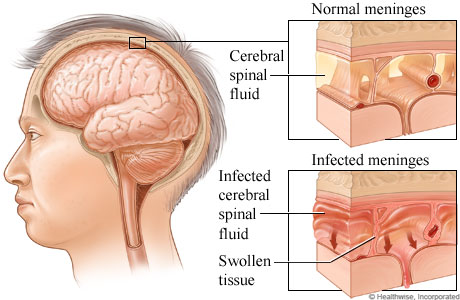 Normal meninges
Cerebral
spinal
fluid
Infected meninges
Infected
cerebral
spinal
fluid
Swollen
tissue
© Healthwise, Incorporated